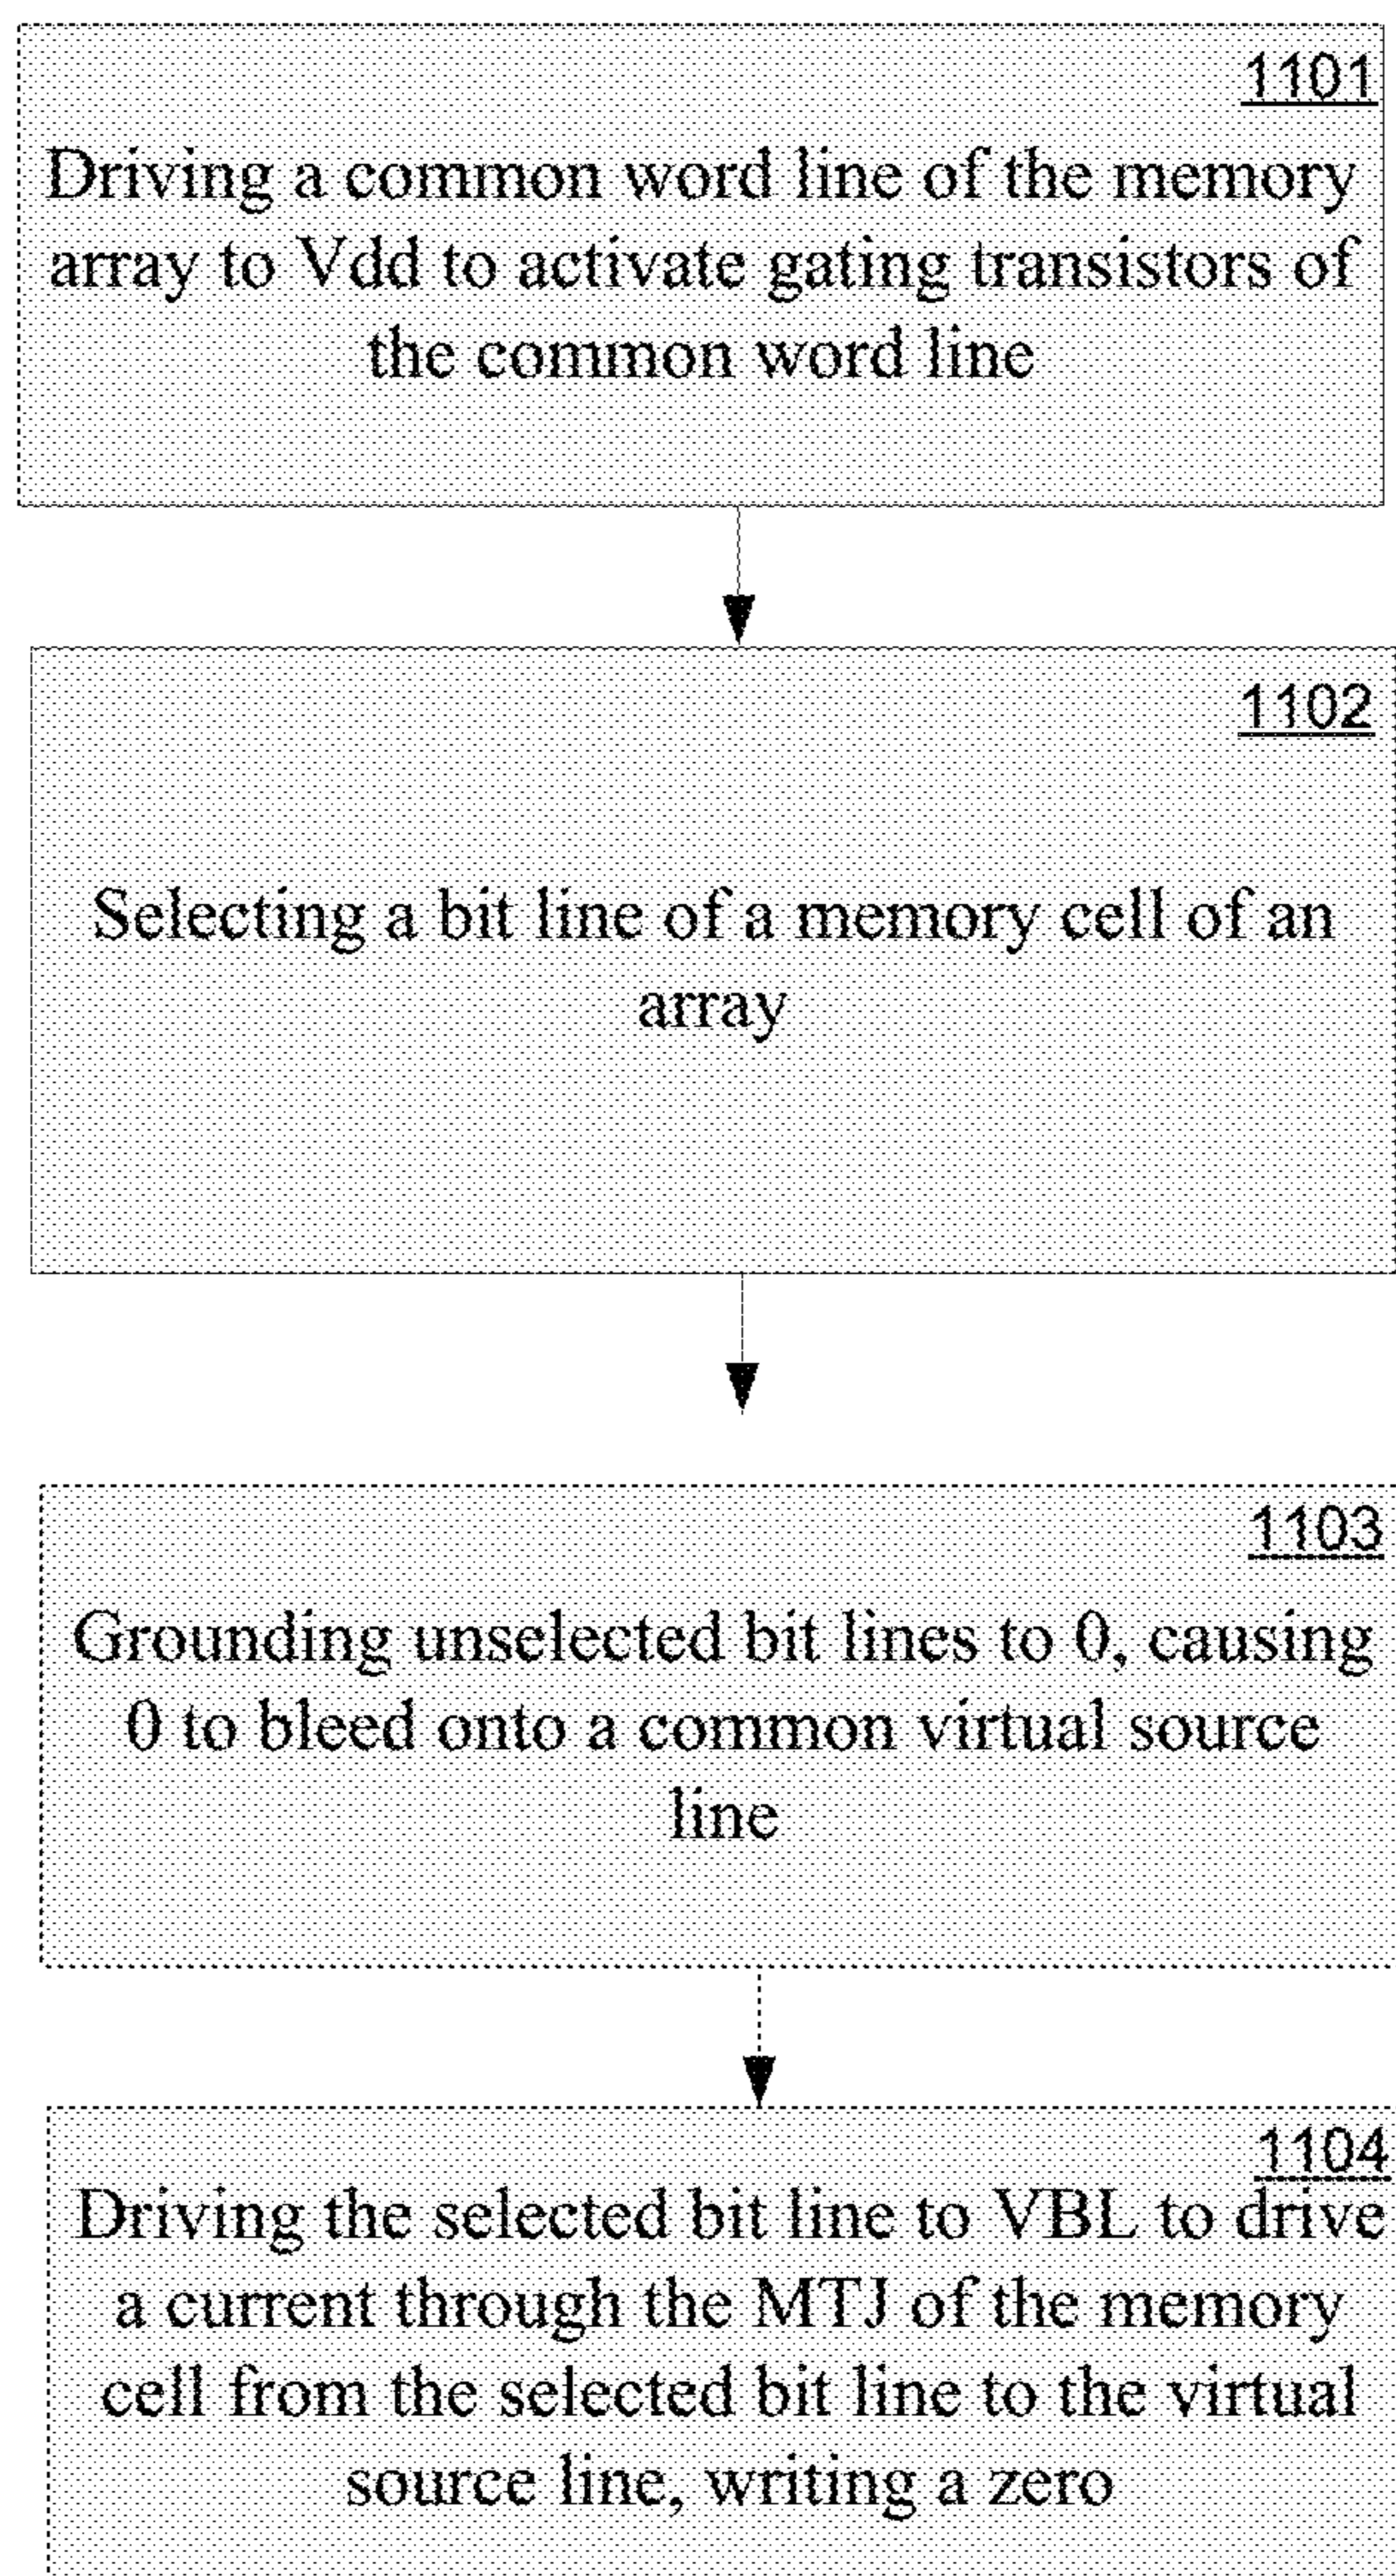 1101
Driving a common word line of the memory
array to Vdd to activate gating transistors of
the common word line
1102
Selecting a bit line of a memory cell of an
array
1103
Grounding unselected bit lines to 0, causing
0 to bleed onto a common virtual source
line
1104
Driving the selected bit line to VBL to drive
a current through the MTJ of the memory
cell from the selected bit line to the virtual
source line, writing a zero